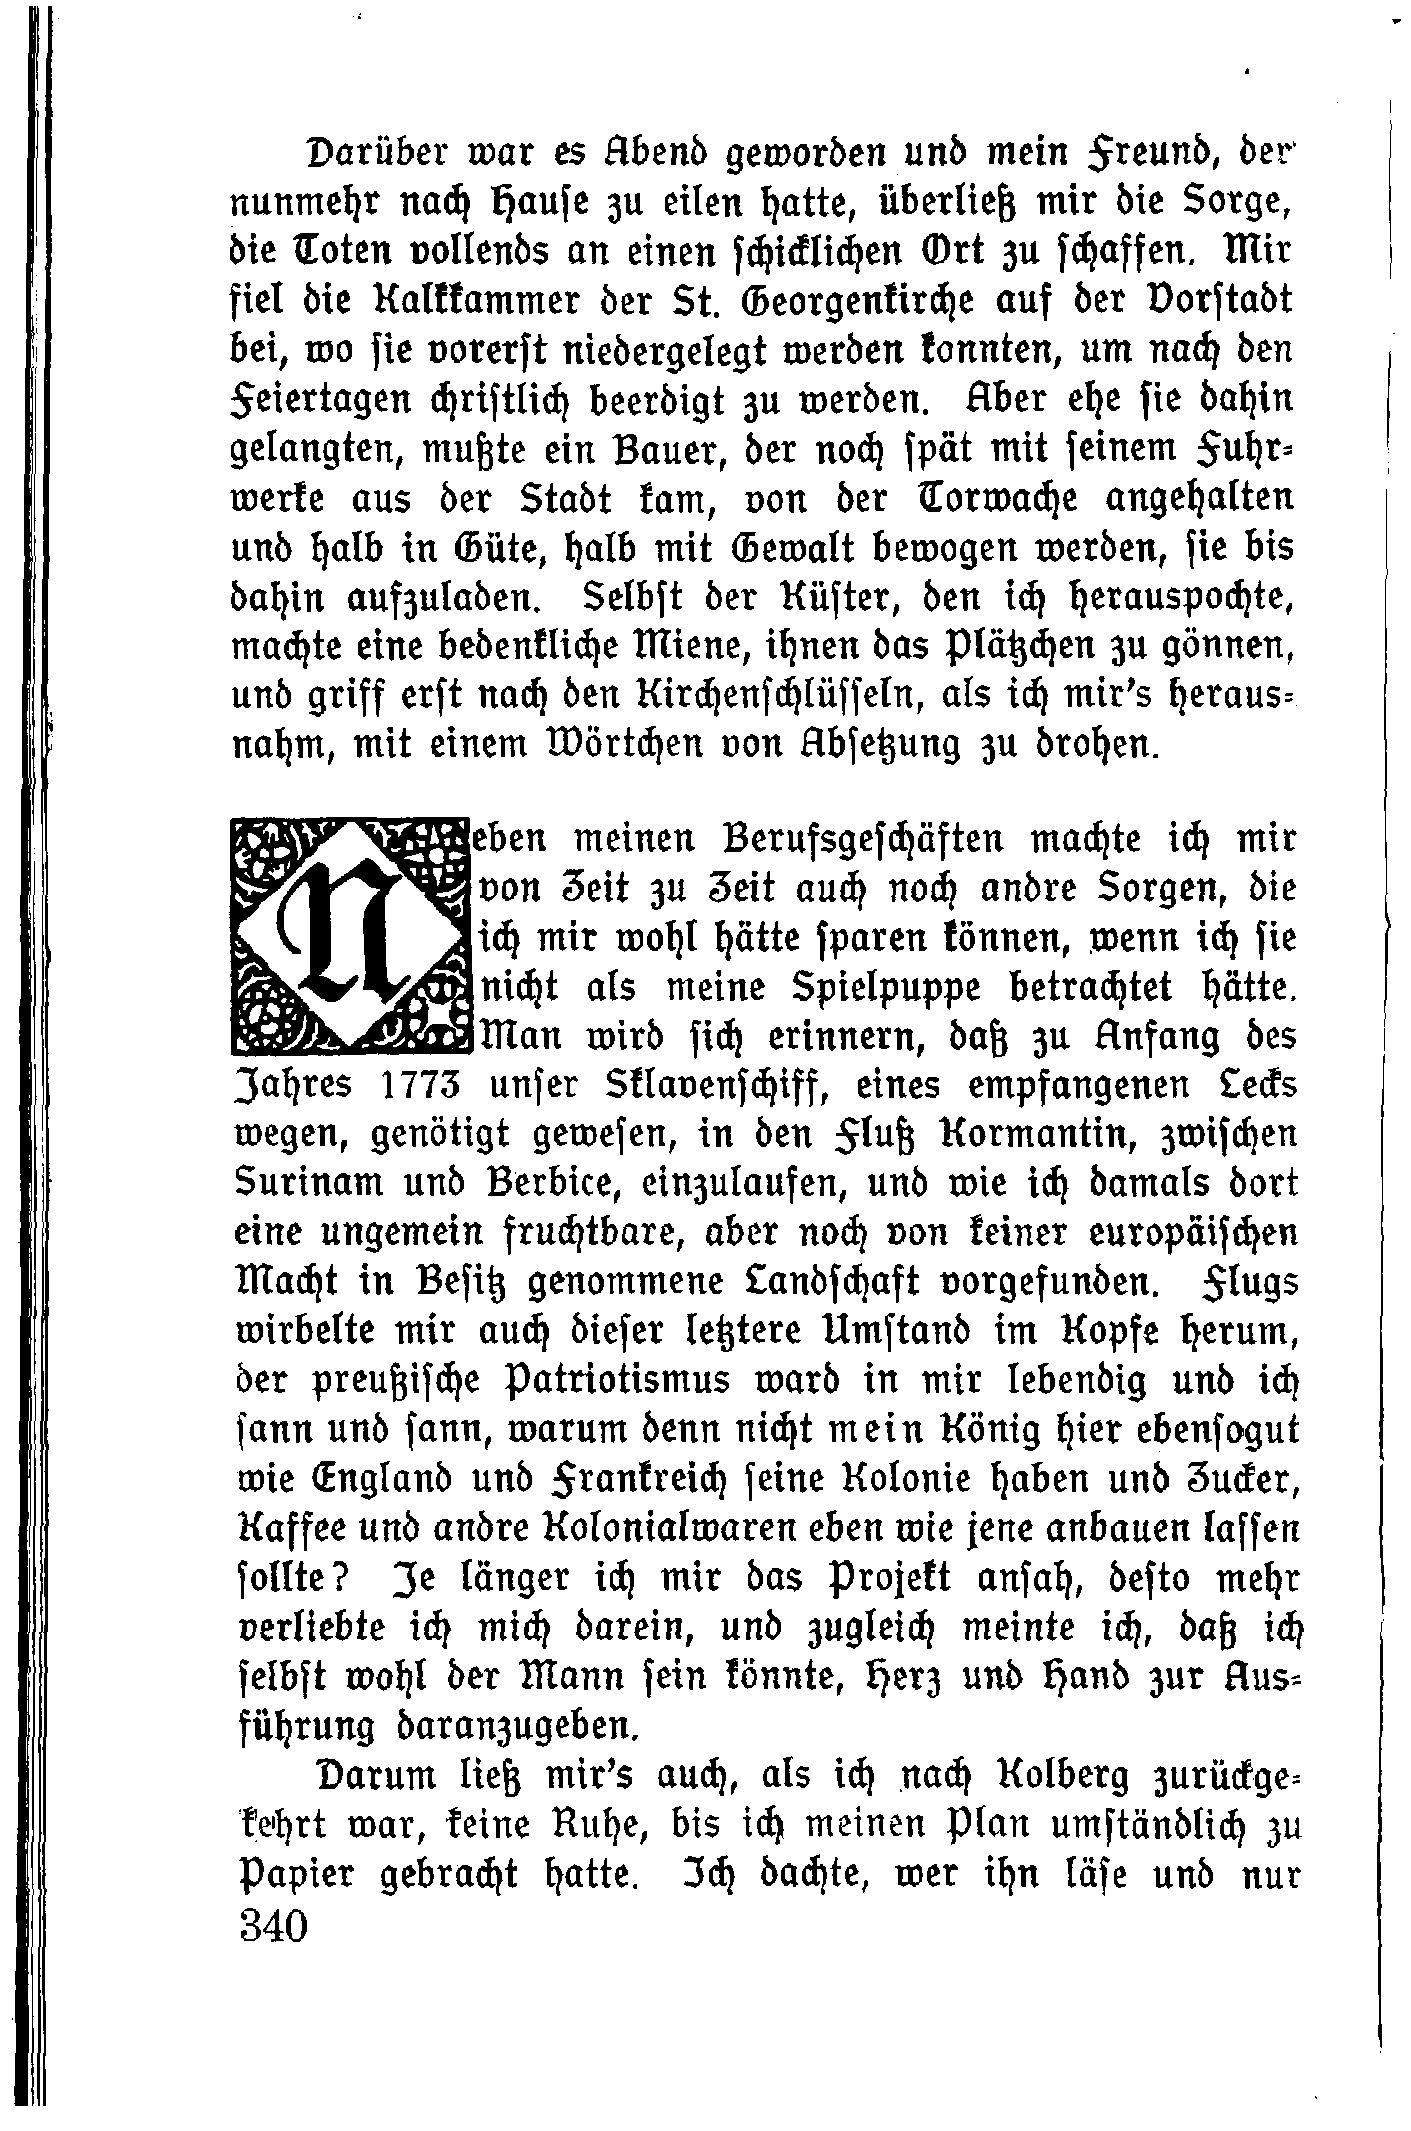 Darüber war es Abend geworden und mein Freund, der
nunmehr nach Hause zu eilen hatte, überließ mir die Sorge,
die Toten vollends an einen schicklichen Ort zu schaffen. Mir
fiel die Kalkkammer der St. Georgenkirche auf der Vorstadt
bei, wo sie vorerst niedergelegt werden konnten, um nach den
Feiertagen christlich beerdigt zu werden. Aber ehe sie dahin
gelangten, mußte ein Bauer, der noch spät mit seinem Fuhr-
werke aus der Stadt kam, von der Torwache angehalten
und halb in Güte, halb mit Gewalt bewogen werden, sie bis
dahin aufzuladen. Selbst der Küster, den ich herauspochte,
machte eine bedenkliche Miene, ihnen das Plätzchen zu gönnen,
und griff erst nach den Kirchenschlüsseln, als ich mir's heraus-
nahm, mit einem Wörtchen von Absetzung zu drohen.
Neben meinen Berufsgeschäften machte ich mir
von Zeit zu Zeit auch noch andre Sorgen, die
ich mir wohl hätte sparen können, wenn ich sie
nicht als meine Spielpuppe betrachtet hätte.
Man wird sich erinnern, daß zu Anfang des
Jahres 1773 unser Sklavenschiff, eines empfangenen Lecks
wegen, genötigt gewesen, in den Fluß Kormantin, zwischen
Surinam und Berbice, einzulaufen, und wie ich damals dort
eine ungemein fruchtbare, aber noch von keiner europäischen
Macht in Besitz genommene Landschaft vorgefunden. Flugs
wirbelte mir auch dieser letztere Umstand im Kopfe herum,
der preußische Patriotismus ward in mir lebendig und ich
sann und sann, warum denn nicht mein König hier ebensogut
wie England und Frankreich seine Kolonie haben und Zucker,
Kaffee und andre Kolonialwaren eben wie jene anbauen lassen
sollte? Je länger ich mir das Projekt ansah, desto mehr
verliebte ich mich darein, und zugleich meinte ich, daß ich
selbst wohl der Mann sein könnte, Herz und Hand zur Aus-
führung daranzugeben.
Darum ließ mir's auch, als ich nach Kolberg zurückge-
kehrt war, keine Ruhe, bis ich meinen Plan umständlich zu
Papier gebracht hatte. Ich dachte, wer ihn läse und nur
340